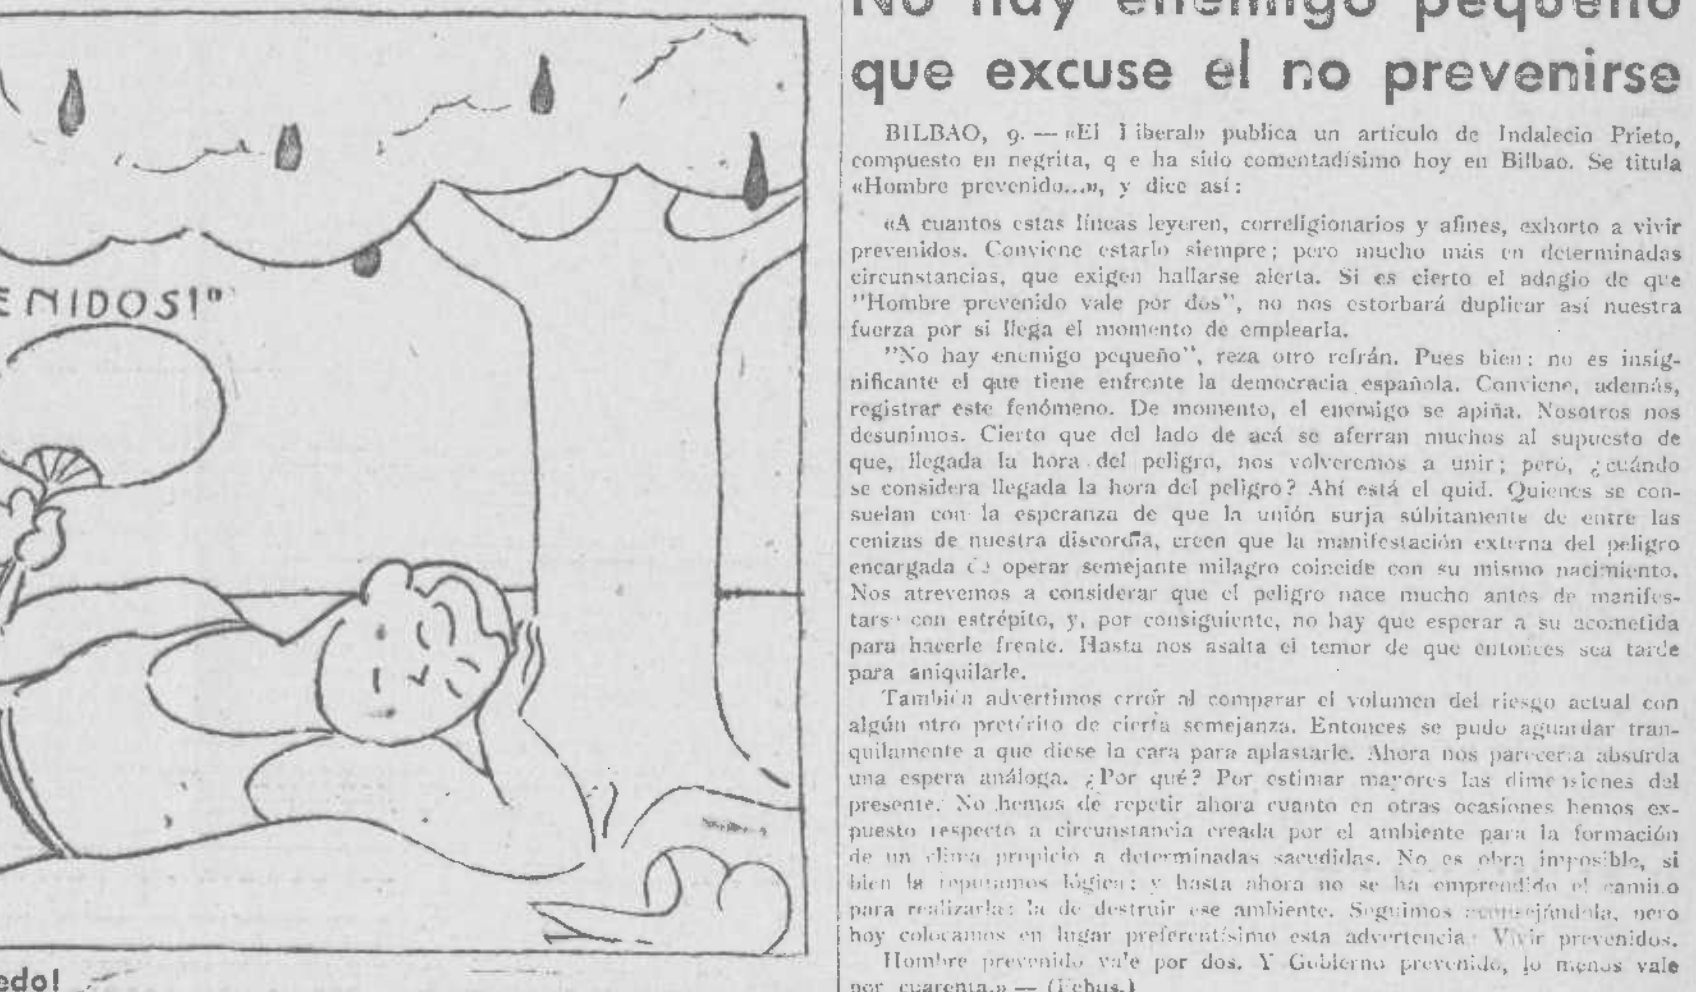 ENIDOS!"
edo!
No hay enemigo pequeño
que excuse el no prevenirse
BILBAO, 9. — «El Liberal» publica un artículo de Indalecio Prieto,
compuesto en negrita, q e ha sido comentadísimo hoy en Bilbao. Se titula
«Hombre prevenido...», y dice así:
«A cuantos estas líneas leyeren, correligionarios y afines, exhorto a vivir
prevenidos. Conviene estarlo siempre; pero mucho más en determinadas
circunstancias, que exigen hallarse alerta. Si es cierto el adagio de que
"Hombre prevenido vale por dos", no nos estorbará duplicar así nuestra
fuerza por si llega el momento de emplearla.
"No hay enemigo pequeño", reza otro refrán. Pues bien: no es insig-
nificante el que tiene enfrente la democracia española. Conviene, además,
registrar este fenómeno. De momento, el enemigo se apiña. Nosotros nos
desunimos. Cierto que del lado de acá se aferran muchos al supuesto de
que, llegada la hora del peligro, nos volveremos a unir; pero, ¿cuándo
se considera llegada la hora del peligro? Ahí está el quid. Quienes se con-
suelan con la esperanza de que la unión surja súbitamente de entre las
cenizas de nuestra discordia, creen que la manifestación externa del peligro
encargada de operar semejante milagro coincide con su mismo nacimiento.
Nos atrevemos a considerar que el peligro nace mucho antes de manifes-
tarse con estrépito, y, por consiguiente, no hay que esperar a su acometida
para hacerle frente. Hasta nos asalta el temor de que entonces sea tarde
para aniquilarle.
También advertimos error al comparar el volumen del riesgo actual con
algún otro pretérito de cierta semejanza. Entonces se pudo aguardar tran-
quilamente a que diese la cara para aplastarle. Ahora nos parecería absurda
una espera análoga. ¿Por qué? Por estimar mayores las dimensiones del
presente. No hemos de repetir ahora cuanto en otras ocasiones hemos ex-
puesto respecto a circunstancia creada por el ambiente para la formación
de un clima propicio a determinadas sacudidas. No es obra imposible, si
bien la reputamos lógica; y hasta ahora no se ha emprendido el camino
para realizarla: la de destruir ese ambiente. Seguimos aconsejándola, pero
hoy colocamos en lugar preferentísimo esta advertencia: Vivir prevenidos.
Hombre prevenido vale por dos. Y Gobierno prevenido, lo menos vale
por cuarenta.» — (Febus.)